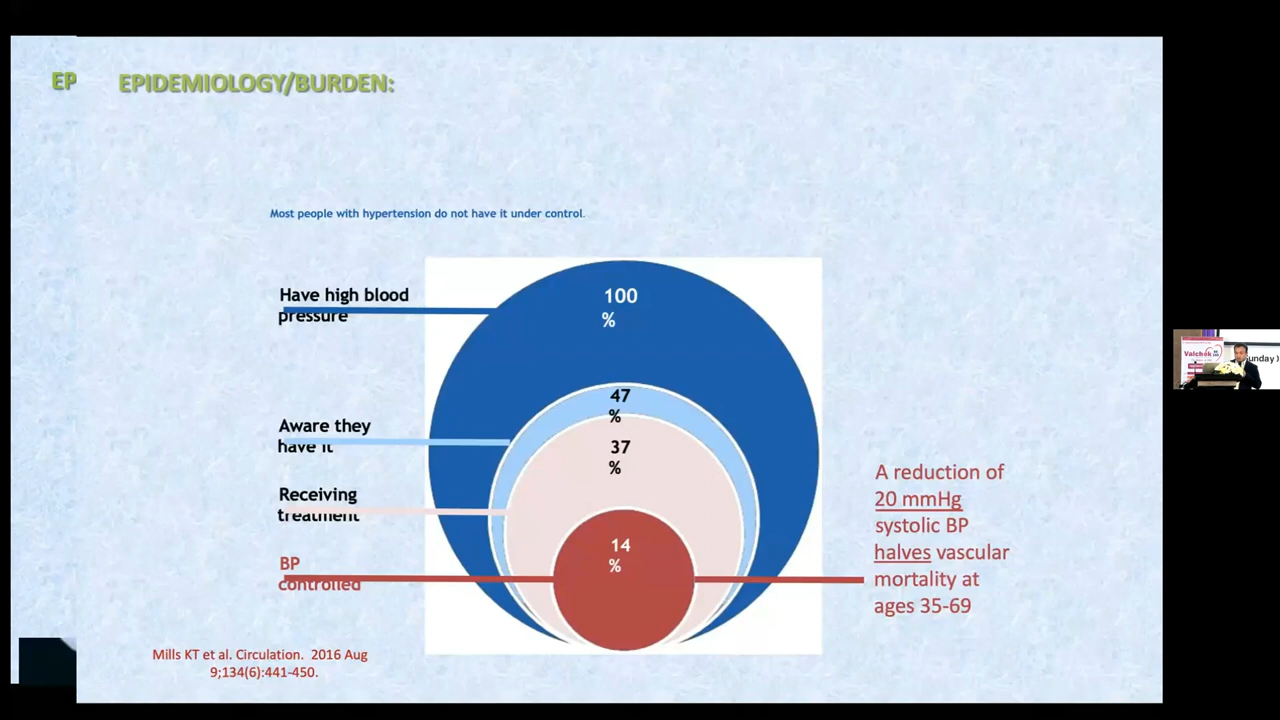 EP
EPIDEMIOLOGY/BURDEN:
Most people with hypertension do not have it under control.
Have high blood
pressure
100
%
Aware they
have it
47
%
Receiving
treatment
37
%
BP
controlled
14
%
A reduction of
20 mmHg
systolic BP
halves vascular
mortality at
ages 35-69
Mills KT et al. Circulation. 2016 Aug
9;134(6):441-450.
Valchek
unday